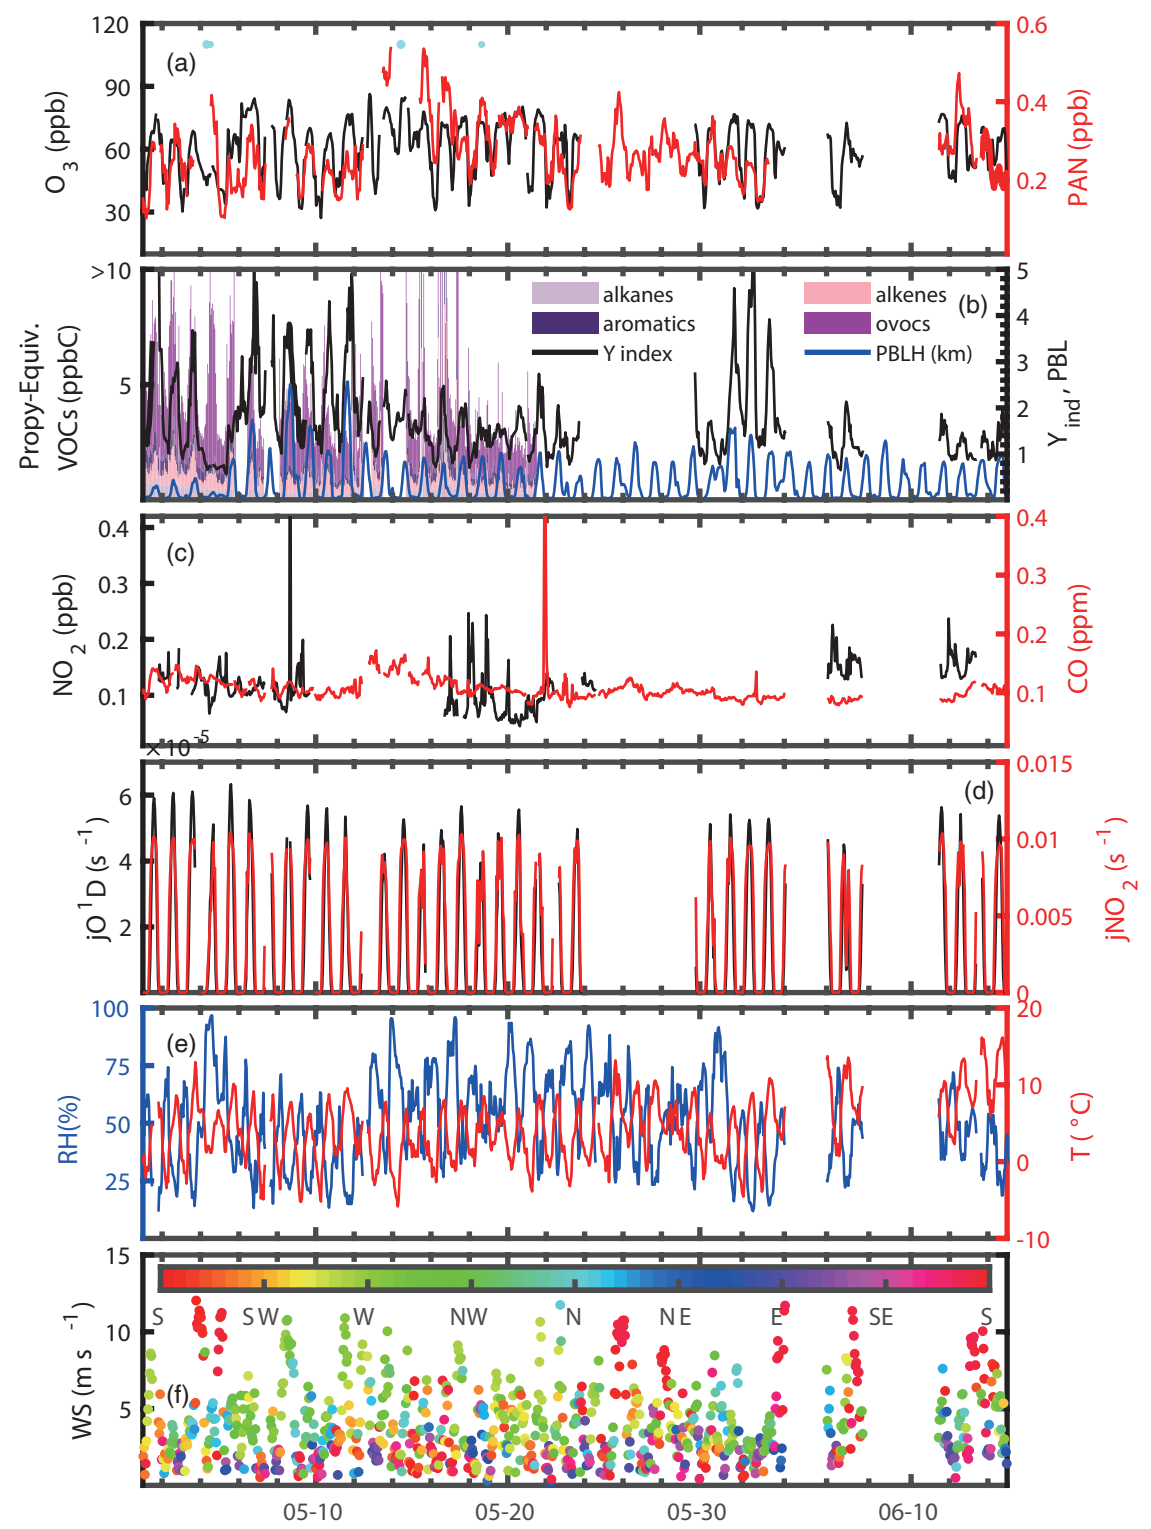 120
90
60
30
O3 (ppb)
(a)
0.6
0.4
0.2
PAN (ppb)
>10
5
Propy-Equiv.
VOCs (ppbC)
alkanes
alkenes
(b)
aromatics
ovocs
Y index
PBLH (km)
5
4
3
2
1
Yind, PBL
0.4
0.3
0.2
0.1
NO2 (ppb)
(c)
0.4
0.3
0.2
0.1
CO (ppm)
×10-5
6
4
2
jO1D (s-1)
(d)
0.015
0.01
0.005
0
jNO2 (s-1)
100
75
50
25
RH(%)
(e)
20
10
0
-10
T ( °C)
15
10
5
WS (m s-1)
S SW W NW N NE E SE S
(f)
05-10 05-20 05-30 06-10